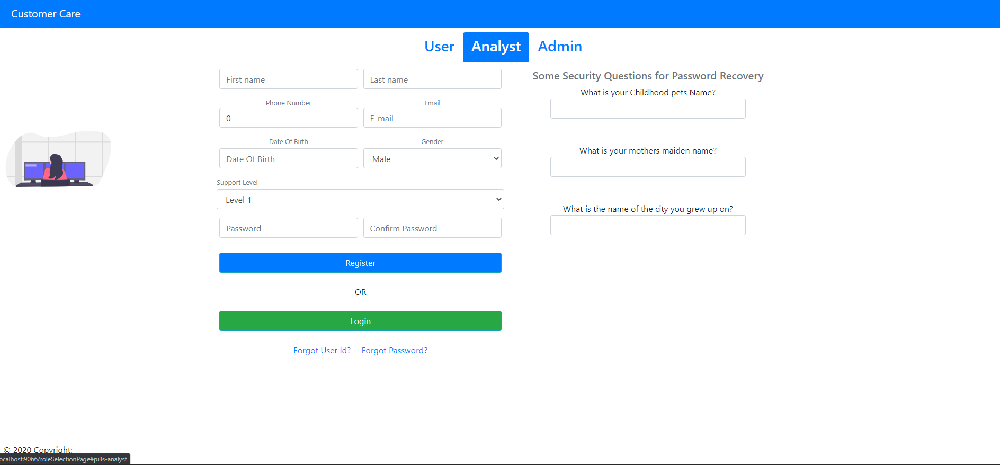 Customer Care
User Analyst Admin
First name Last name
Phone Number Email
0 E-mail
Date Of Birth Gender
Date Of Birth Male
Support Level
Level 1
Password Confirm Password
Register
OR
Login
Forgot User Id? Forgot Password?
Some Security Questions for Password Recovery
What is your Childhood pets Name?
What is your mothers maiden name?
What is the name of the city you grew up on?
© 2020 Copyright:
ocalhost:9066/roleSelectionPage#pills-analyst